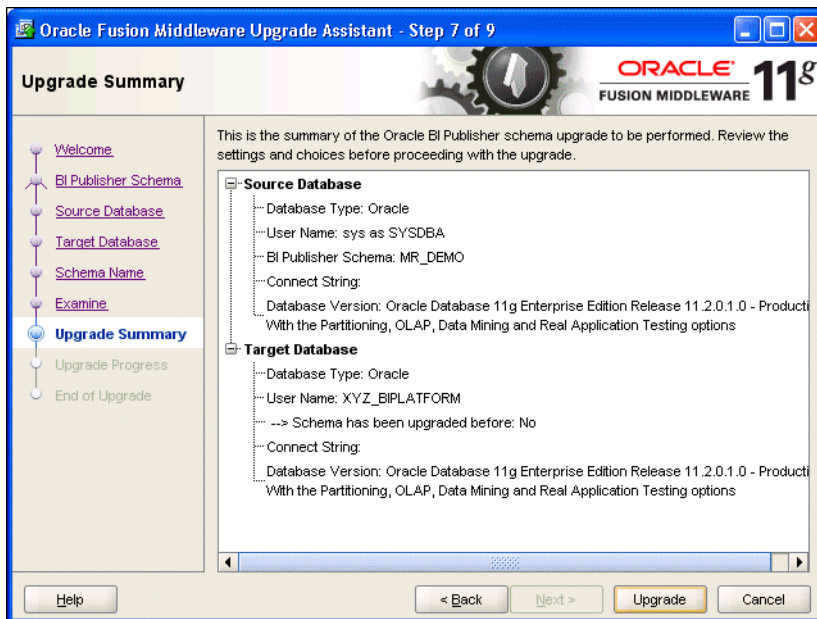 Oracle Fusion Middleware Upgrade Assistant - Step 7 of 9
Upgrade Summary
ORACLE
FUSION MIDDLEWARE 11g
Welcome
BI Publisher Schema
Source Database
Target Database
Schema Name
Examine
Upgrade Summary
Upgrade Progress
End of Upgrade
This is the summary of the Oracle BI Publisher schema upgrade to be performed. Review the
settings and choices before proceeding with the upgrade.
Source Database
Database Type: Oracle
User Name: sys as SYSDBA
BI Publisher Schema: MR_DEMO
Connect String:
Database Version: Oracle Database 11g Enterprise Edition Release 11.2.0.1.0 - Producti
With the Partitioning, OLAP, Data Mining and Real Application Testing options
Target Database
Database Type: Oracle
User Name: XYZ_BIPLATFORM
--> Schema has been upgraded before: No
Connect String:
Database Version: Oracle Database 11g Enterprise Edition Release 11.2.0.1.0 - Producti
With the Partitioning, OLAP, Data Mining and Real Application Testing options
Help
< Back
Next >
Upgrade
Cancel